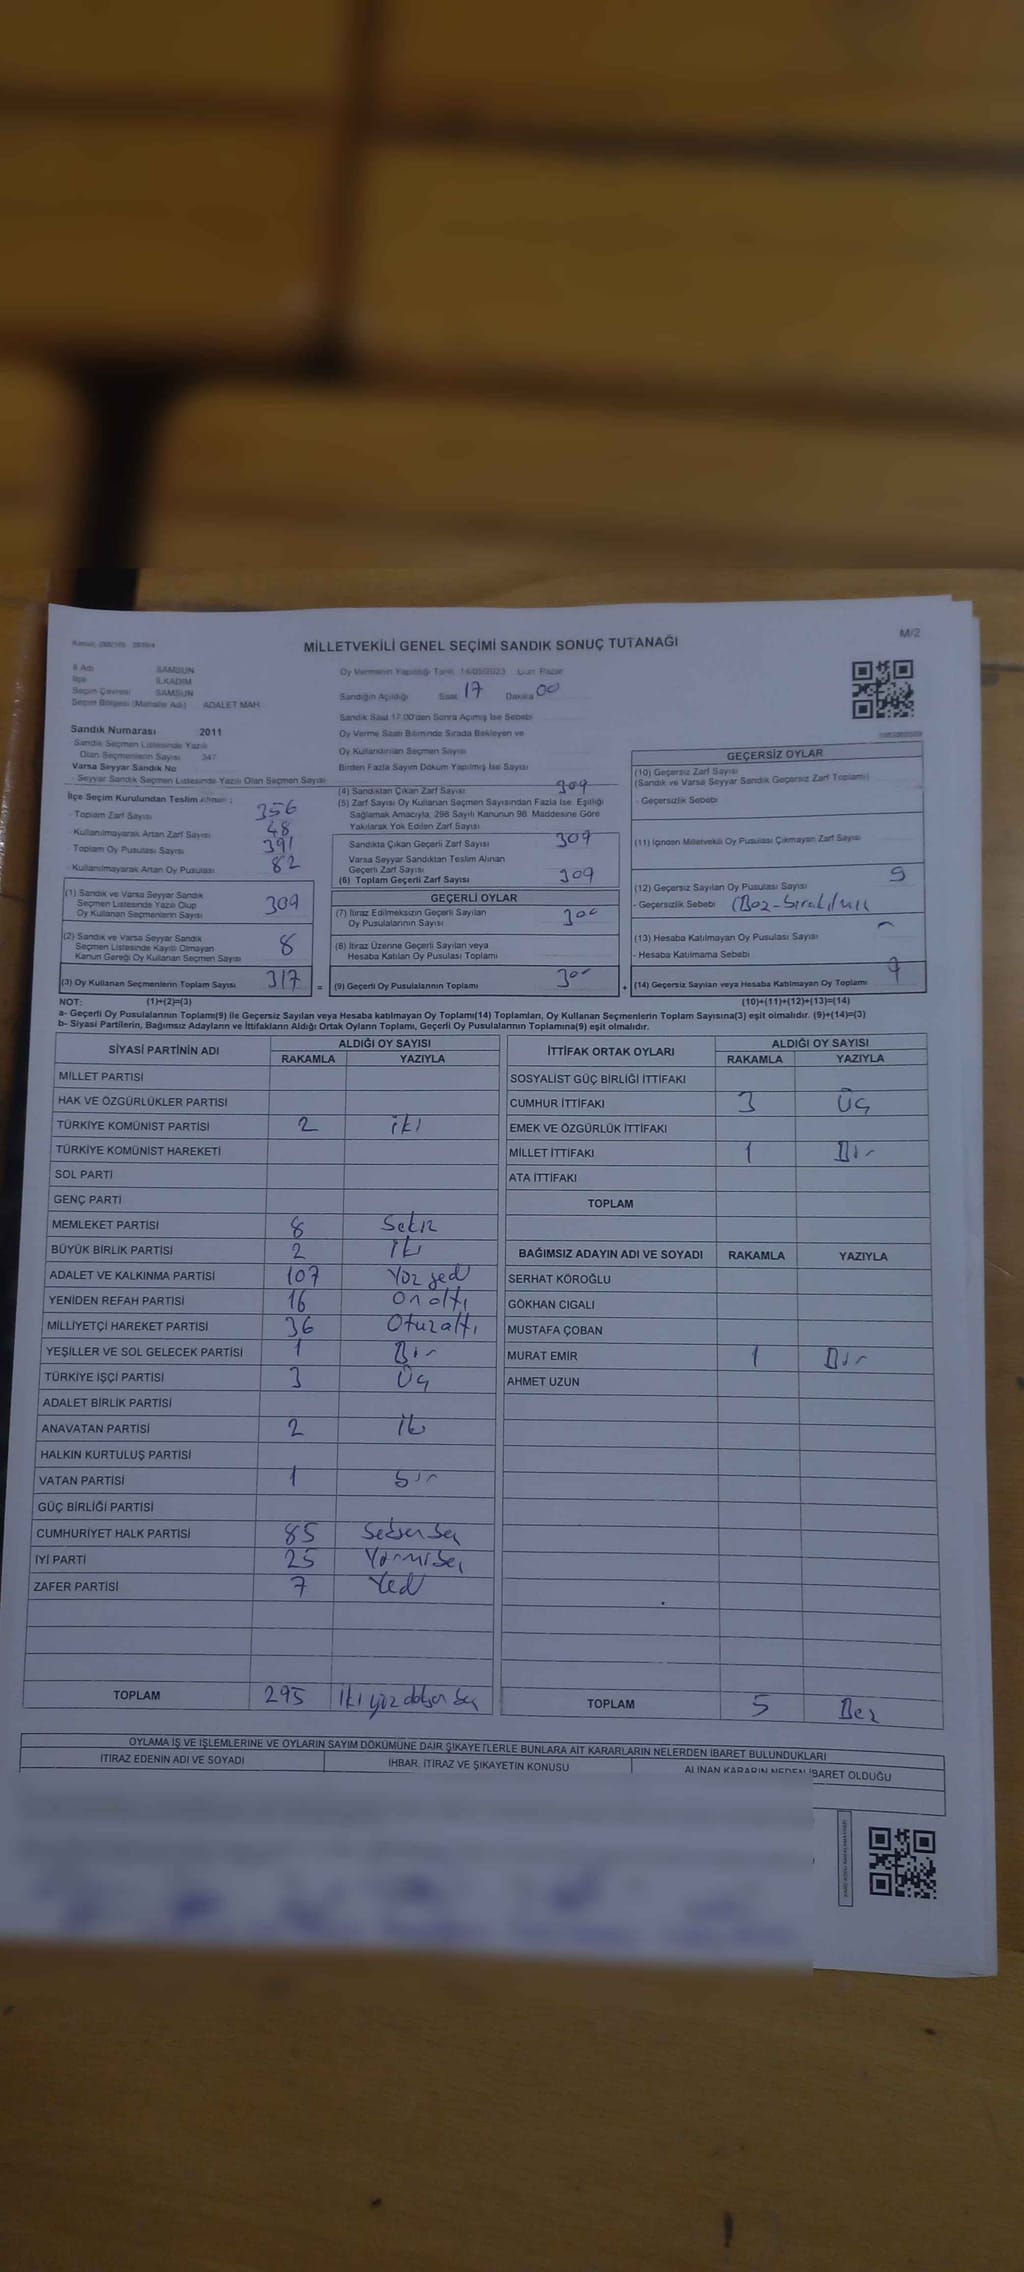 MİLLETVEKİLİ GENEL SEÇİMİ SANDIK SONUÇ TUTANAĞI
M/2
İl Adı SAMSUN
İlçe İLKADIM
Seçim Çevresi SAMSUN
Seçim Bölgesi (Mahalle Adı) ADALET MAH.
Oy Vermenin Yapıldığı Tarih 14/05/2023 Gün: Pazar
Sandığın Açıldığı Saat 17 Dakika 00
Sandık Saat 17.00'den Sonra Açılmış İse Sebebi
Oy Verme Saati Bitiminde Sırada Bekleyen ve
Oy Kullandırılan Seçmen Sayısı
Birden Fazla Sayım Döküm Yapılmış İse Sayısı
Sandık Numarası 2011
Sandık Seçmen Listesinde Yazılı
Olan Seçmenlerin Sayısı 347
Varsa Seyyar Sandık No
- Seyyar Sandık Seçmen Listesinde Yazılı Olan Seçmen Sayısı
İlçe Seçim Kurulundan Teslim Alınan ;
- Toplam Zarf Sayısı 356
- Kullanılmayarak Artan Zarf Sayısı 48
- Toplam Oy Pusulası Sayısı 391
- Kullanılmayarak Artan Oy Pusulası 82
(1) Sandık ve Varsa Seyyar Sandık
Seçmen Listesinde Yazılı Olup
Oy Kullanan Seçmenlerin Sayısı 309
(2) Sandık ve Varsa Seyyar Sandık
Seçmen Listesinde Kayıtlı Olmayan
Kanun Gereği Oy Kullanan Seçmen Sayısı 8
(3) Oy Kullanan Seçmenlerin Toplam Sayısı 317 =
(4) Sandıktan Çıkan Zarf Sayısı 309
(5) Zarf Sayısı Oy Kullanan Seçmen Sayısından Fazla İse, Eşitliği
Sağlamak Amacıyla, 298 Sayılı Kanunun 98. Maddesine Göre
Yakılarak Yok Edilen Zarf Sayısı
Sandıkta Çıkan Geçerli Zarf Sayısı 309
Varsa Seyyar Sandıktan Teslim Alınan
Geçerli Zarf Sayısı
(6) Toplam Geçerli Zarf Sayısı 309
GEÇERLİ OYLAR
(7) İtiraz Edilmeksizin Geçerli Sayılan
Oy Pusulalarının Sayısı 300
(8) İtiraz Üzerine Geçerli Sayılan veya
Hesaba Katılan Oy Pusulası Toplamı
(9) Geçerli Oy Pusulalarının Toplamı 300 +
GEÇERSİZ OYLAR
(10) Geçersiz Zarf Sayısı
(Sandık ve Varsa Seyyar Sandık Geçersiz Zarf Toplamı)
- Geçersizlik Sebebi
(11) İçinden Milletvekili Oy Pusulası Çıkmayan Zarf Sayısı
(12) Geçersiz Sayılan Oy Pusulası Sayısı 9
- Geçersizlik Sebebi
(13) Hesaba Katılmayan Oy Pusulası Sayısı
- Hesaba Katılmama Sebebi
(14) Geçersiz Sayılan veya Hesaba Katılmayan Oy Toplamı 9
NOT: (1)+(2)=(3)
(10)+(11)+(12)+(13)=(14)
a- Geçerli Oy Pusulalarının Toplamı(9) ile Geçersiz Sayılan veya Hesaba katılmayan Oy Toplamı(14) Toplamları, Oy Kullanan Seçmenlerin Toplam Sayısına(3) eşit olmalıdır. (9)+(14)=(3)
b- Siyasi Partilerin, Bağımsız Adayların ve İttifakların Aldığı Ortak Oyların Toplamı, Geçerli Oy Pusulalarının Toplamına(9) eşit olmalıdır.
SİYASİ PARTİNİN ADI ALDIĞI OY SAYISI
RAKAMLA YAZIYLA
MİLLET PARTİSİ
HAK VE ÖZGÜRLÜKLER PARTİSİ
TÜRKİYE KOMÜNİST PARTİSİ 2 iki
TÜRKİYE KOMÜNİST HAREKETİ
SOL PARTİ
GENÇ PARTİ
MEMLEKET PARTİSİ 8 Sekiz
BÜYÜK BİRLİK PARTİSİ 2 iki
ADALET VE KALKINMA PARTİSİ 107 Yüz yedi
YENİDEN REFAH PARTİSİ 16 On altı
MİLLİYETÇİ HAREKET PARTİSİ 36 Otuzaltı
YEŞİLLER VE SOL GELECEK PARTİSİ 1 Bir
TÜRKİYE İŞÇİ PARTİSİ 3 Üç
ADALET BİRLİK PARTİSİ
ANAVATAN PARTİSİ 2 iki
HALKIN KURTULUŞ PARTİSİ
VATAN PARTİSİ 1 bir
GÜÇ BİRLİĞİ PARTİSİ
CUMHURİYET HALK PARTİSİ 85 Seksen beş
İYİ PARTİ 25 Yirmi beş
ZAFER PARTİSİ 7 Yedi
TOPLAM 295 iki yüz doksen beş
İTTİFAK ORTAK OYLARI ALDIĞI OY SAYISI
RAKAMLA YAZIYLA
SOSYALİST GÜÇ BİRLİĞİ İTTİFAKI
CUMHUR İTTİFAKI 3 Üç
EMEK VE ÖZGÜRLÜK İTTİFAKI
MİLLET İTTİFAKI 1 Bir
ATA İTTİFAKI
TOPLAM
BAĞIMSIZ ADAYIN ADI VE SOYADI RAKAMLA YAZIYLA
SERHAT KÖROĞLU
GÖKHAN CIGALI
MUSTAFA ÇOBAN
MURAT EMİR 1 Bir
AHMET UZUN
TOPLAM 5 Beş
OYLAMA İŞ VE İŞLEMLERİNE VE OYLARIN SAYIM DÖKÜMÜNE DAİR ŞİKAYETLERLE BUNLARA AİT KARARLARIN NELERDEN İBARET BULUNDUKLARI
İTİRAZ EDENİN ADI VE SOYADI İHBAR, İTİRAZ VE ŞİKAYETİN KONUSU ALINAN KARARIN NEDEN İBARET OLDUĞU